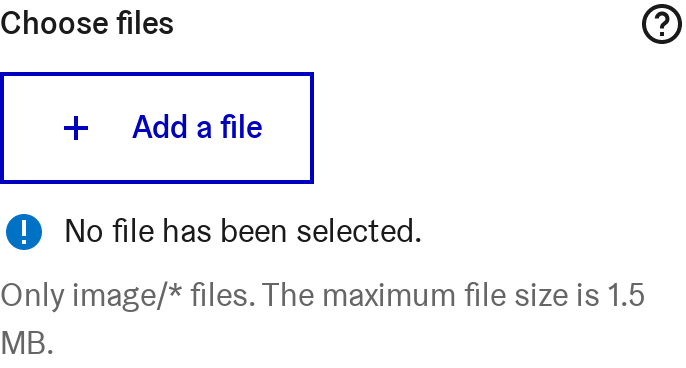 Choose files
+ Add a file
No file has been selected.
Only image/* files. The maximum file size is 1.5
MB.